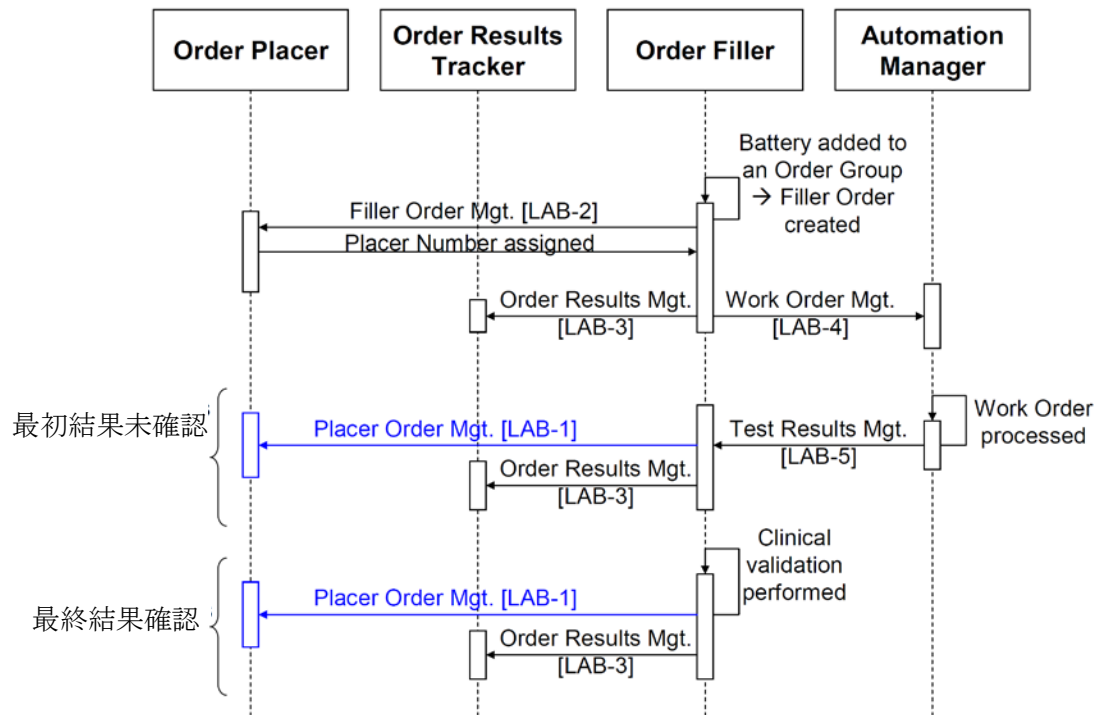 Order Placer
Order Results
Tracker
Order Filler
Automation
Manager
Battery added to
an Order Group
→ Filler Order
created
Filler Order Mgt. [LAB-2]
Placer Number assigned
Order Results Mgt.
[LAB-3]
Work Order Mgt.
[LAB-4]
最初結果未確認
Work Order
processed
Placer Order Mgt. [LAB-1]
Test Results Mgt.
[LAB-5]
Order Results Mgt.
[LAB-3]
Clinical
validation
performed
最終結果確認
Placer Order Mgt. [LAB-1]
Order Results Mgt.
[LAB-3]